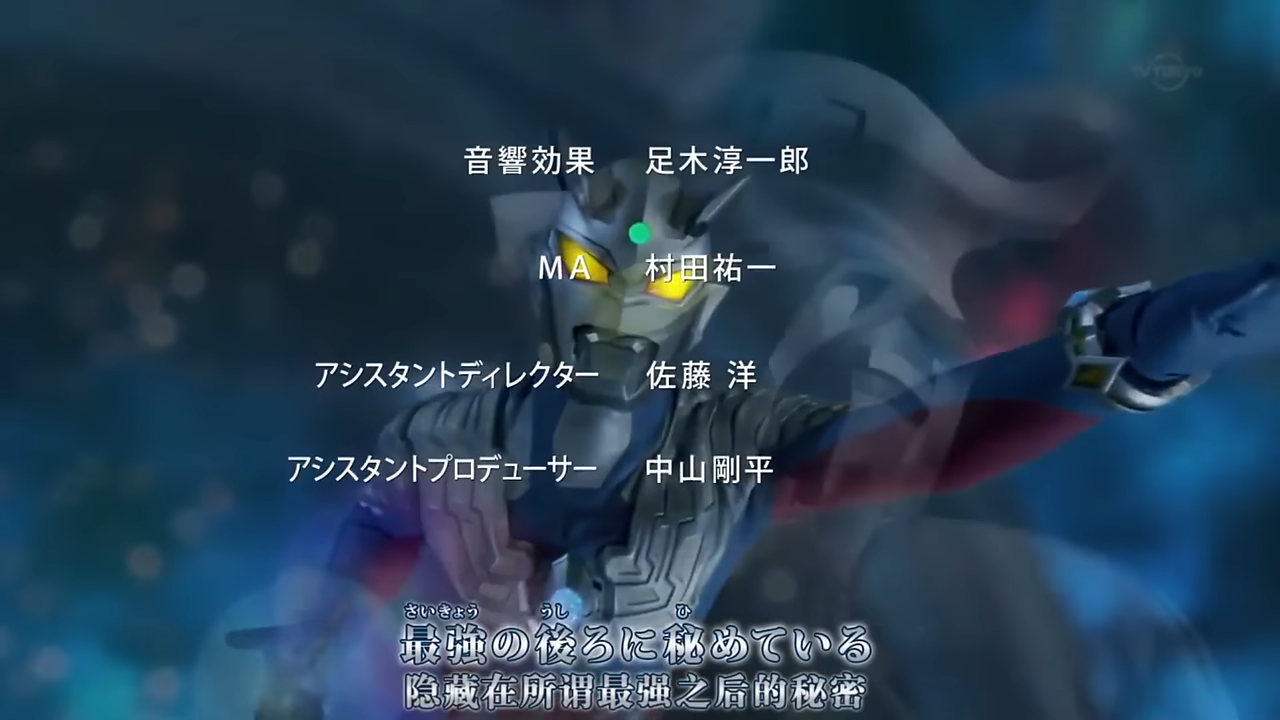 TV TOKYO
音響効果 足木淳一郎
MA 村田祐一
アシスタントディレクター 佐藤 洋
アシスタントプロデューサー 中山剛平
さいきょう うし ひ
最強の後ろに秘めている
隐藏在所谓最强之后的秘密